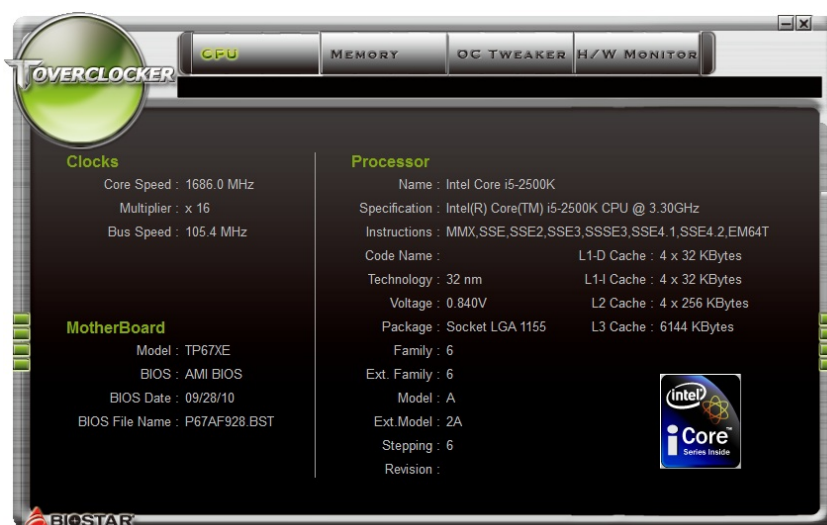 TOVERCLOCKER
CPU MEMORY OC TWEAKER H/W MONITOR
Clocks
Core Speed : 1686.0 MHz
Multiplier : x 16
Bus Speed : 105.4 MHz
MotherBoard
Model : TP67XE
BIOS : AMI BIOS
BIOS Date : 09/28/10
BIOS File Name : P67AF928.BST
Processor
Name : Intel Core i5-2500K
Specification : Intel(R) Core(TM) i5-2500K CPU @ 3.30GHz
Instructions : MMX,SSE,SSE2,SSE3,SSSE3,SSE4.1,SSE4.2,EM64T
Code Name : L1-D Cache : 4 x 32 KBytes
Technology : 32 nm L1-I Cache : 4 x 32 KBytes
Voltage : 0.840V L2 Cache : 4 x 256 KBytes
Package : Socket LGA 1155 L3 Cache : 6144 KBytes
Family : 6
Ext. Family : 6
Model : A
Ext.Model : 2A
Stepping : 6
Revision :
intel
Core™
Series Inside
BIOSTAR